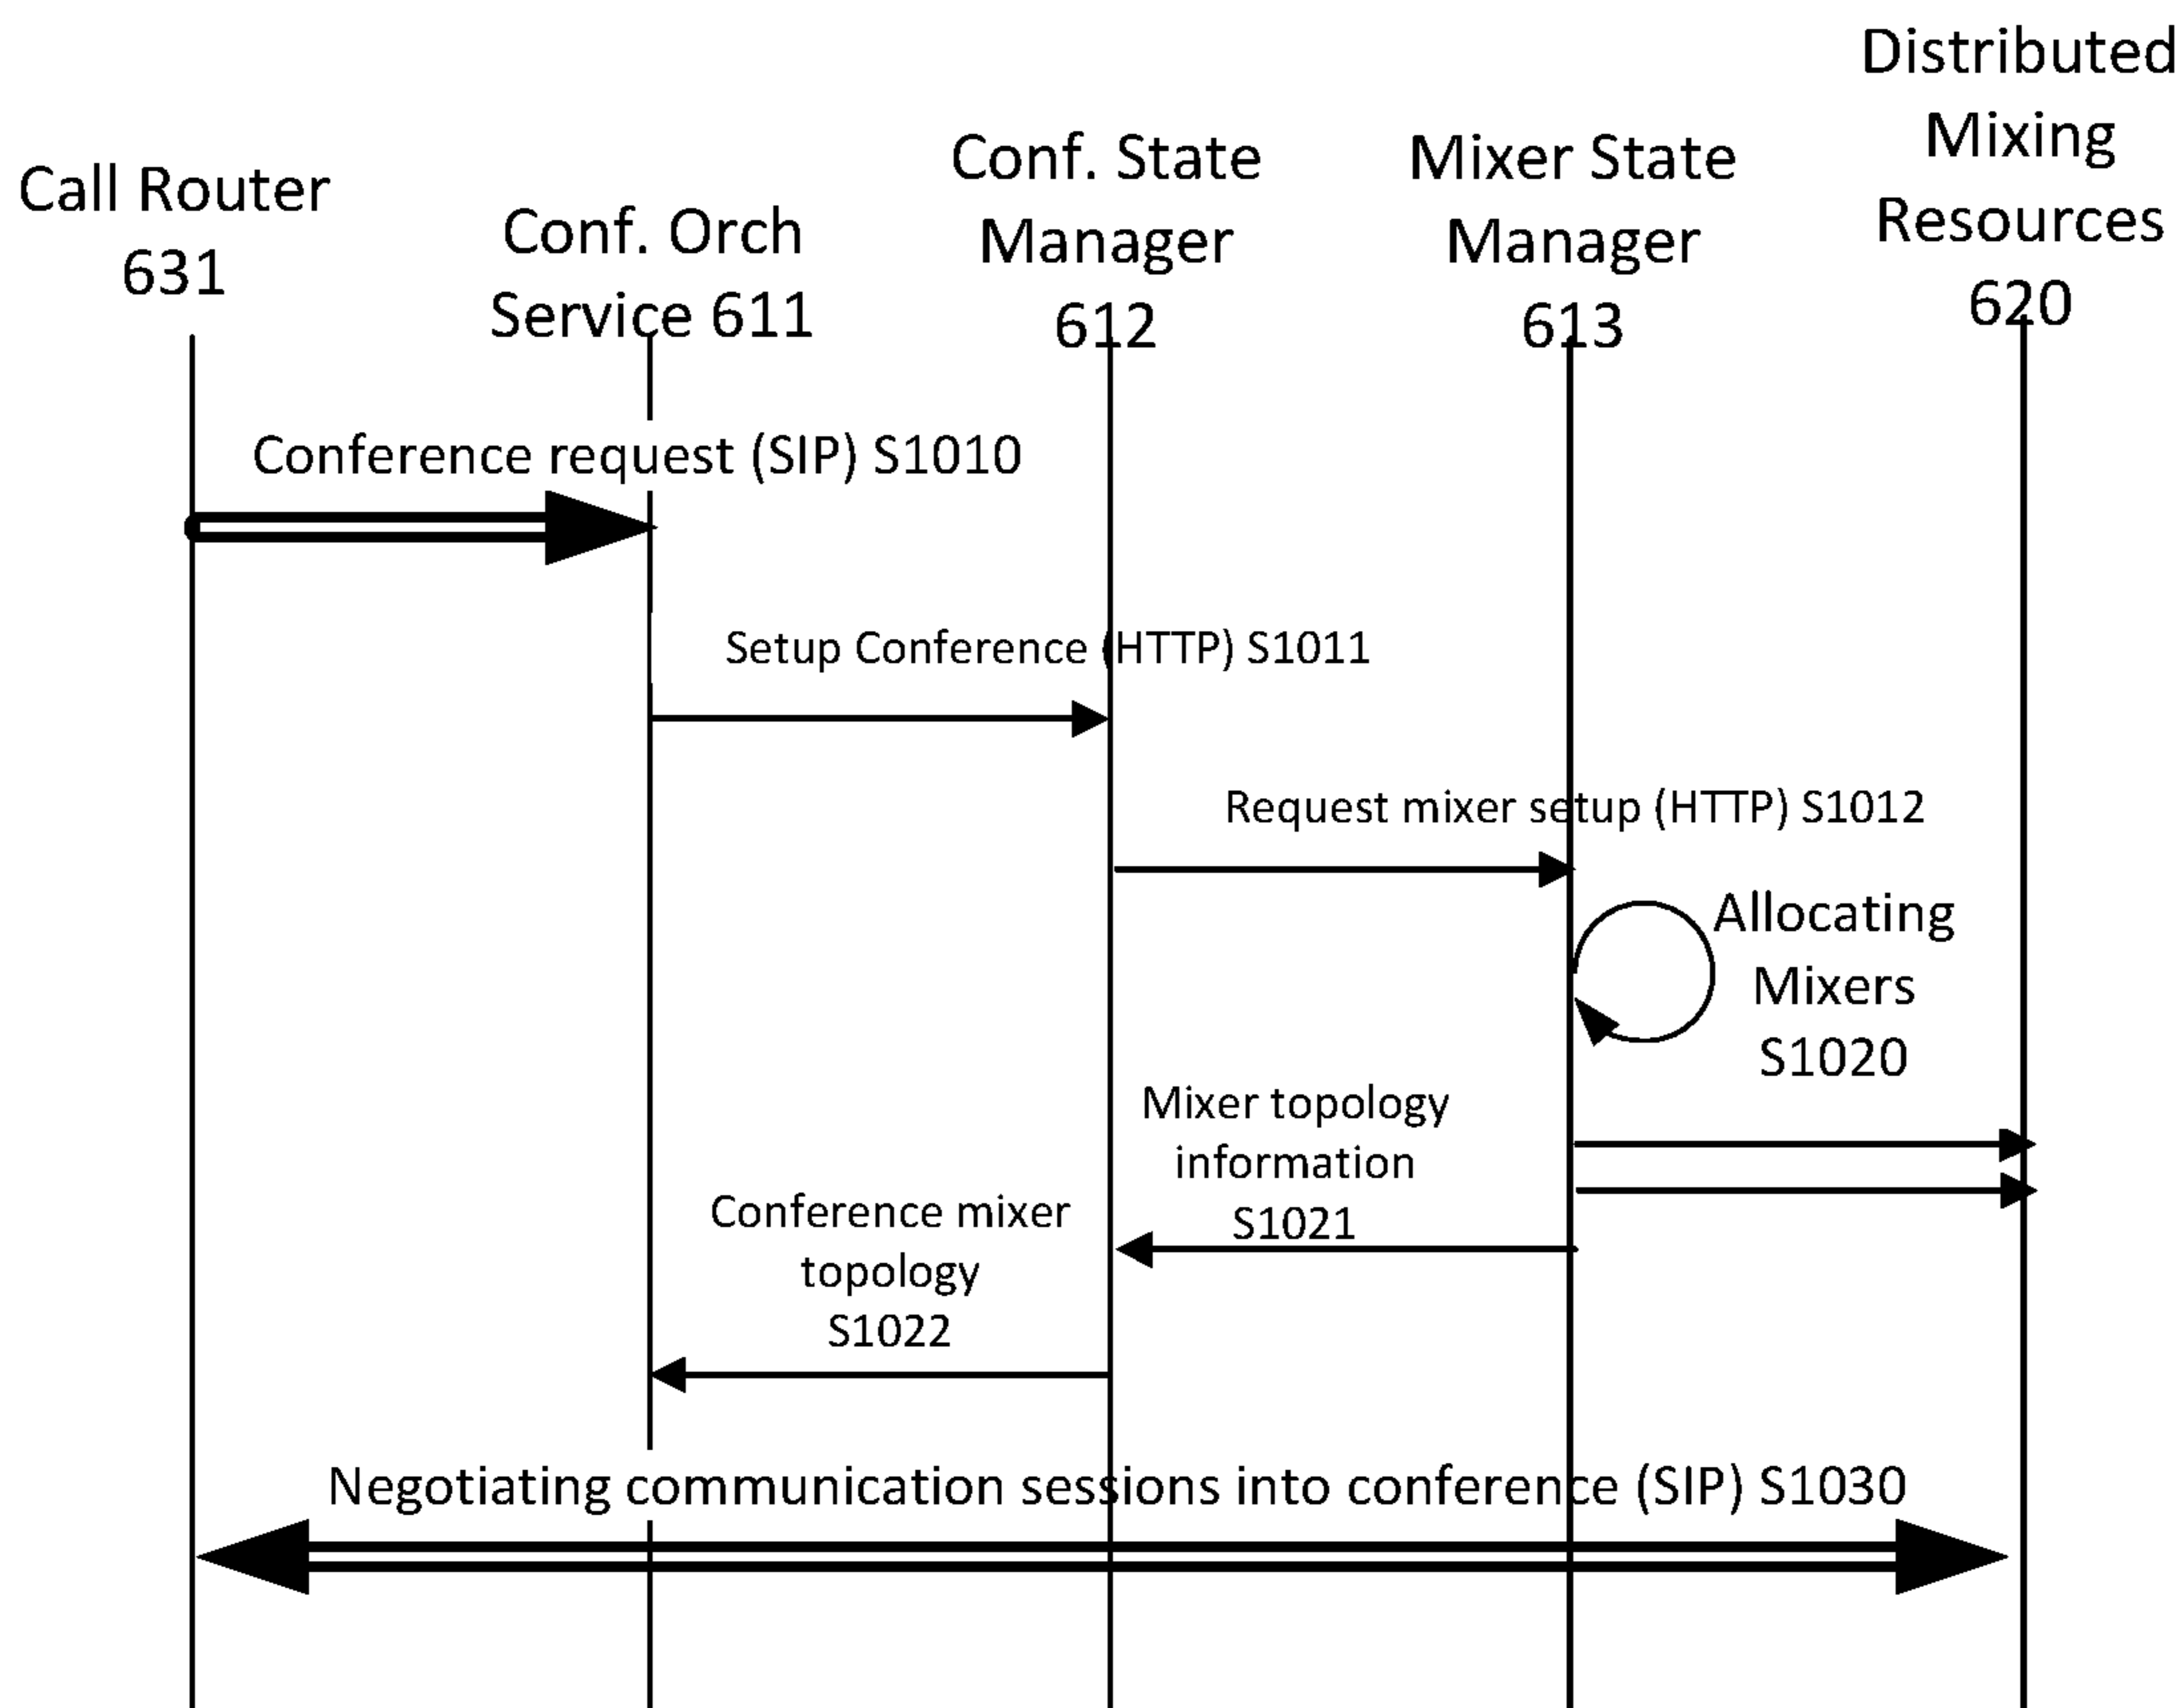 Call Router
631
Conf. Orch
Service 611
Conf. State
Manager
612
Mixer State
Manager
613
Distributed
Mixing
Resources
620
Conference request (SIP) S1010
Setup Conference (HTTP) S1011
Request mixer setup (HTTP) S1012
Allocating
Mixers
S1020
Mixer topology
information
S1021
Conference mixer
topology
S1022
Negotiating communication sessions into conference (SIP) S1030